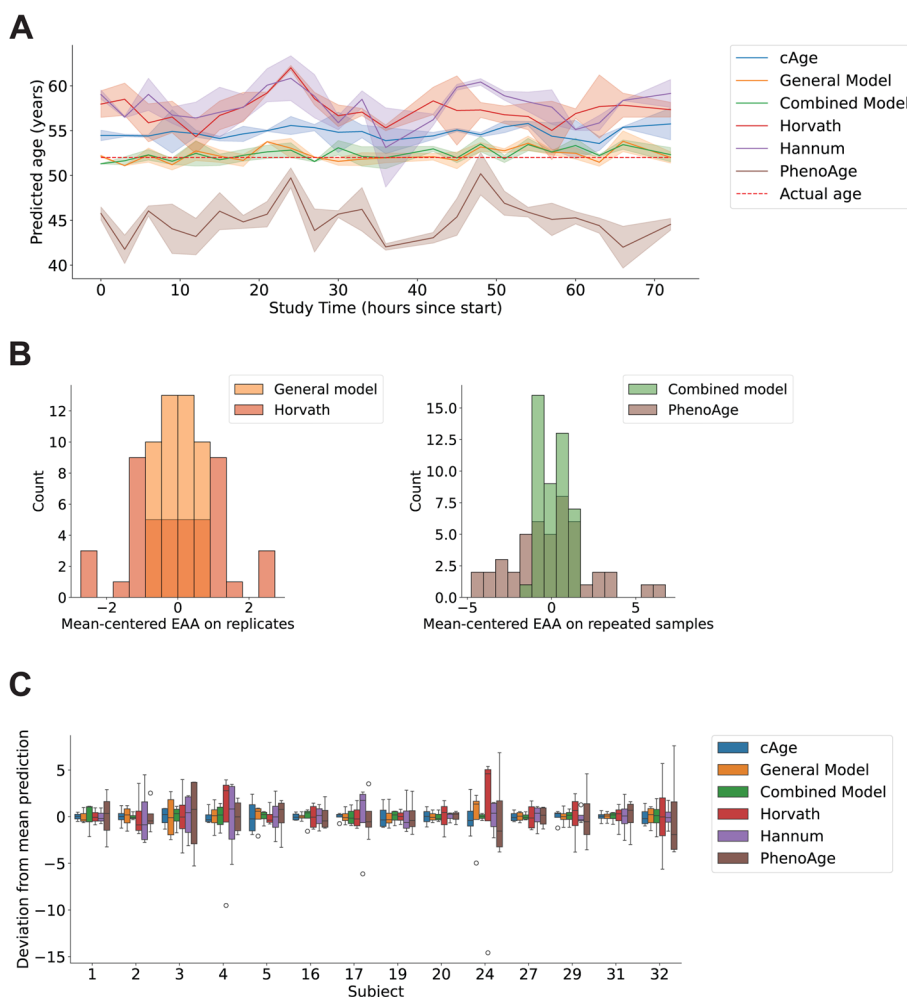 A
Predicted age (years)
60
55
50
45
40
0 10 20 30 40 50 60 70
Study Time (hours since start)
cAge
General Model
Combined Model
Horvath
Hannum
PhenoAge
Actual age
B
Count
12
10
8
6
4
2
0
−2 0 2
Mean-centered EAA on replicates
General model
Horvath
Count
15.0
12.5
10.0
7.5
5.0
2.5
0.0
−5 0 5
Mean-centered EAA on repeated samples
Combined model
PhenoAge
C
Deviation from mean prediction
5
0
−5
−10
−15
1 2 3 4 5 16 17 19 20 24 27 29 31 32
Subject
cAge
General Model
Combined Model
Horvath
Hannum
PhenoAge